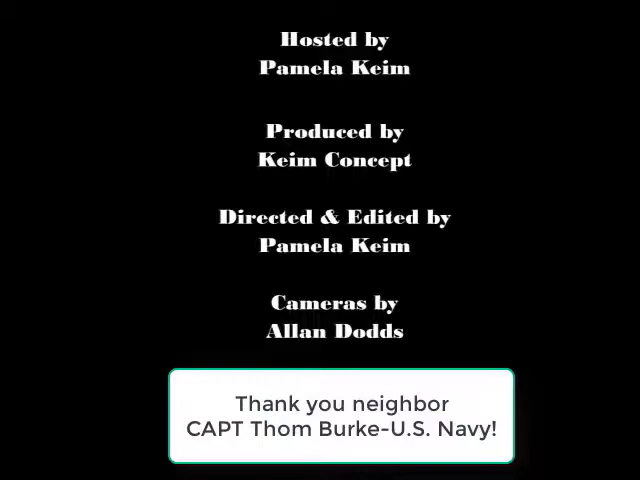 Hosted by
Pamela Keim
Produced by
Keim Concept
Directed & Edited by
Pamela Keim
Cameras by
Allan Dodds
Thank you neighbor
CAPT Thom Burke-U.S. Navy!